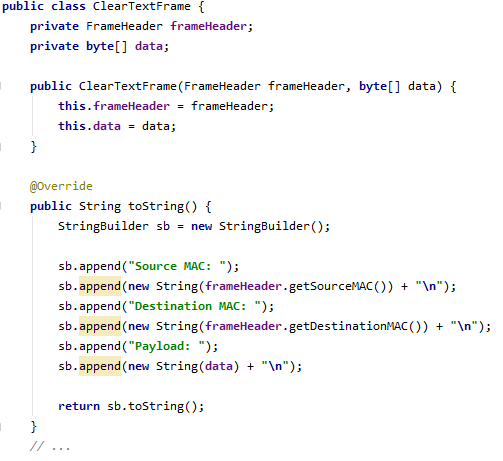 public class ClearTextFrame {
    private FrameHeader frameHeader;
    private byte[] data;

    public ClearTextFrame(FrameHeader frameHeader, byte[] data) {
        this.frameHeader = frameHeader;
        this.data = data;
    }

    @Override
    public String toString() {
        StringBuilder sb = new StringBuilder();

        sb.append("Source MAC: ");
        sb.append(new String(frameHeader.getSourceMAC()) + "\n");
        sb.append("Destination MAC: ");
        sb.append(new String(frameHeader.getDestinationMAC()) + "\n");
        sb.append("Payload: ");
        sb.append(new String(data) + "\n");

        return sb.toString();
    }
    // ...